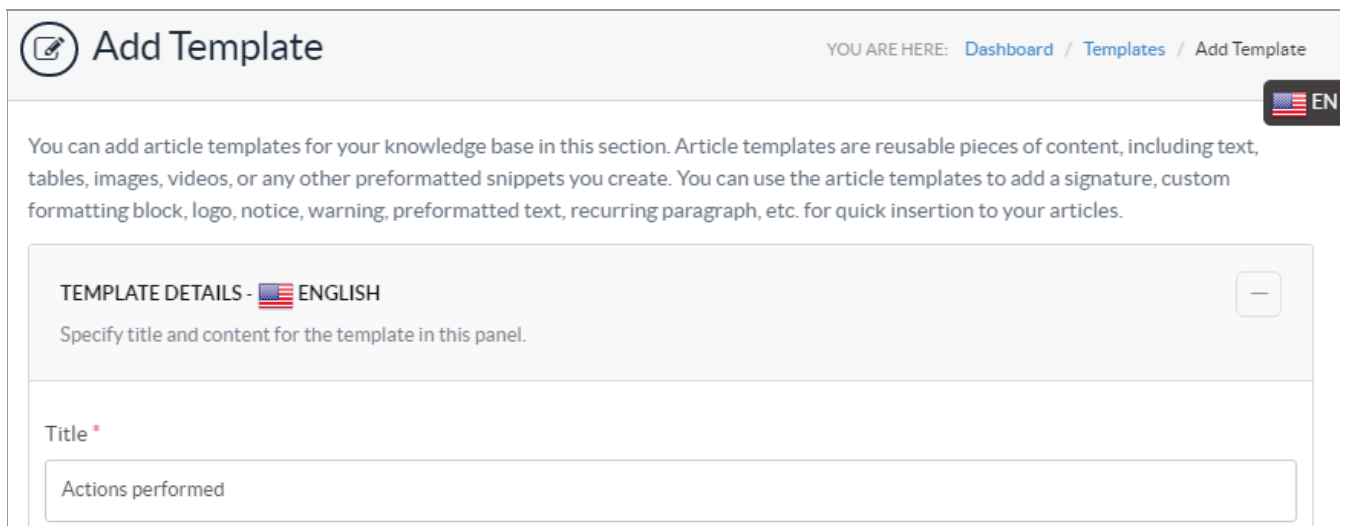 Add Template
YOU ARE HERE: Dashboard / Templates / Add Template
EN
You can add article templates for your knowledge base in this section. Article templates are reusable pieces of content, including text,
tables, images, videos, or any other preformatted snippets you create. You can use the article templates to add a signature, custom
formatting block, logo, notice, warning, preformatted text, recurring paragraph, etc. for quick insertion to your articles.
TEMPLATE DETAILS - ENGLISH
Specify title and content for the template in this panel.
Title *
Actions performed